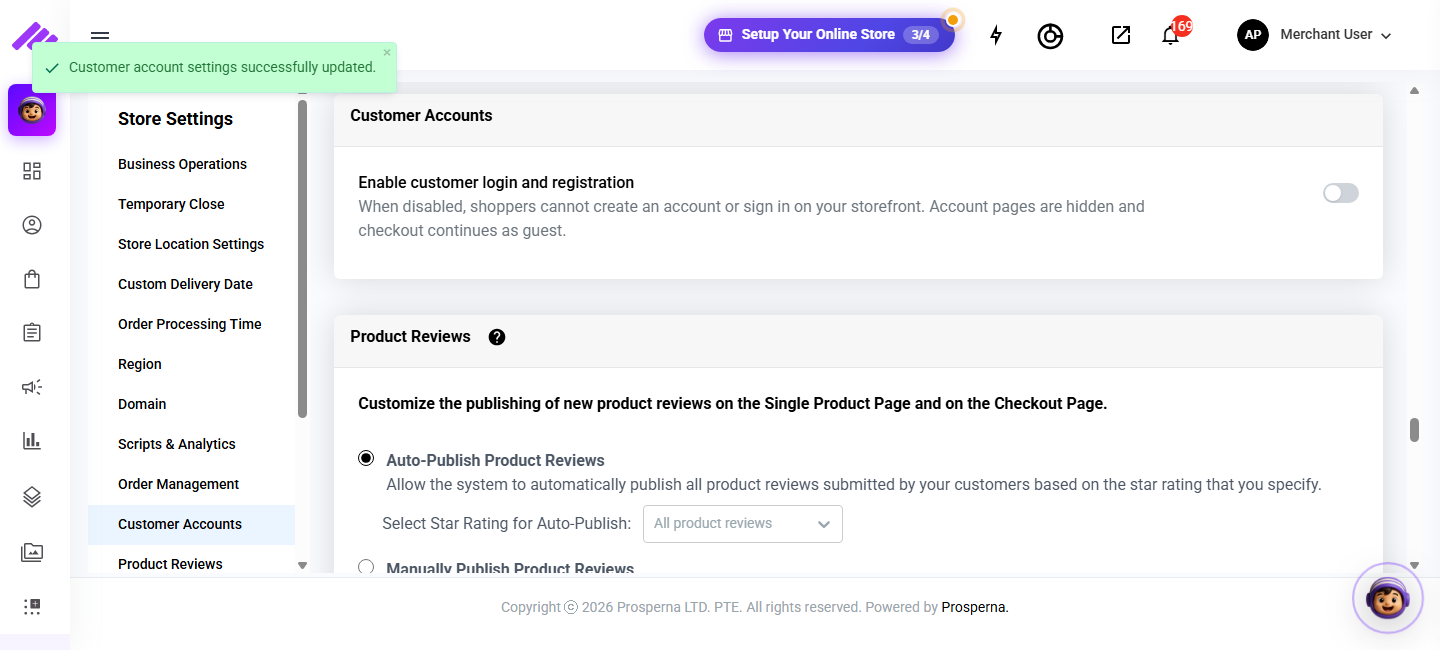 Setup Your Online Store 3/4
169
AP Merchant User
Customer account settings successfully updated.
×
Store Settings
Business Operations
Temporary Close
Store Location Settings
Custom Delivery Date
Order Processing Time
Region
Domain
Scripts & Analytics
Order Management
Customer Accounts
Product Reviews
Customer Accounts
Enable customer login and registration
When disabled, shoppers cannot create an account or sign in on your storefront. Account pages are hidden and
checkout continues as guest.
Product Reviews ?
Customize the publishing of new product reviews on the Single Product Page and on the Checkout Page.
Auto-Publish Product Reviews
Allow the system to automatically publish all product reviews submitted by your customers based on the star rating that you specify.
Select Star Rating for Auto-Publish: All product reviews
Manually Publish Product Reviews
Copyright © 2026 Prosperna LTD. PTE. All rights reserved. Powered by Prosperna.